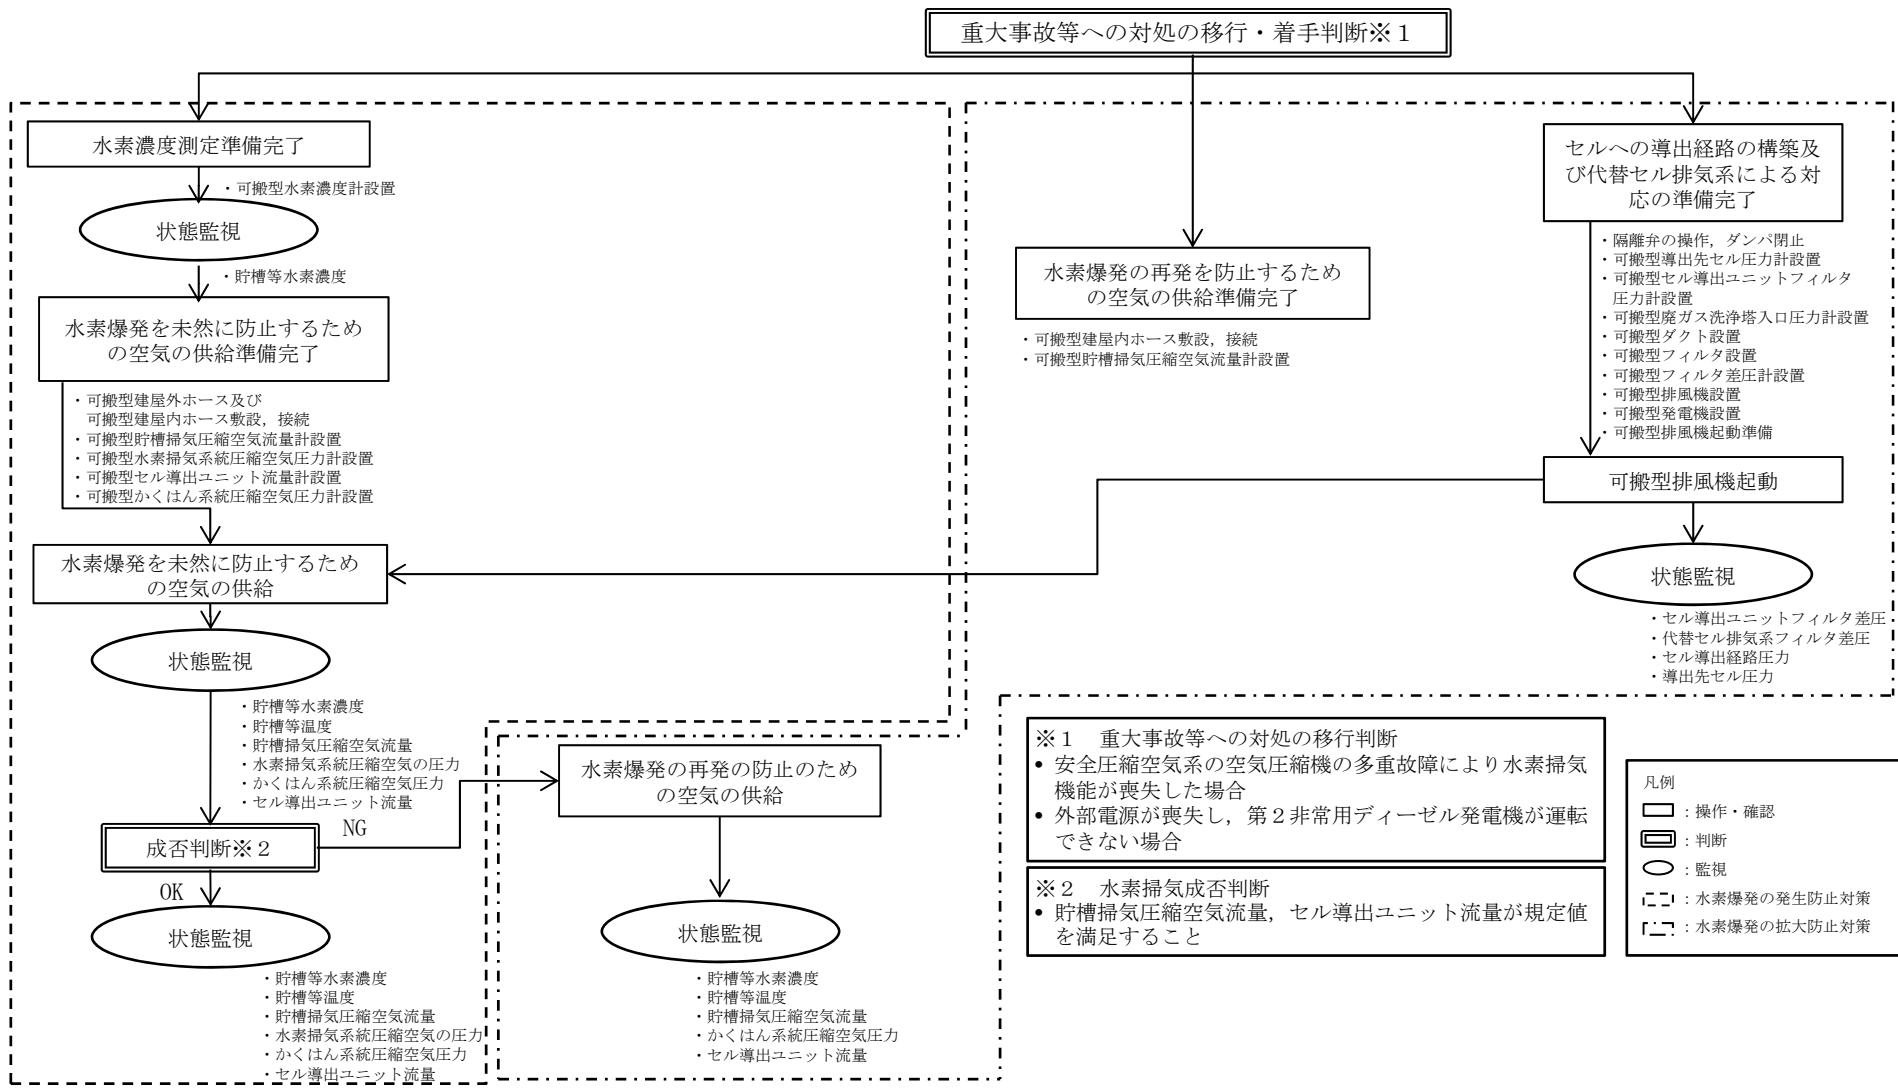 重大事故等への対処の移行・着手判断※１
水素濃度測定準備完了
・可搬型水素濃度計設置
状態監視
・貯槽等水素濃度
水素爆発を未然に防止するため
の空気の供給準備完了
・可搬型建屋外ホース及び
可搬型建屋内ホース敷設，接続
・可搬型貯槽掃気圧縮空気流量計設置
・可搬型水素掃気系統圧縮空気圧力計設置
・可搬型セル導出ユニット流量計設置
・可搬型かくはん系統圧縮空気圧力計設置
水素爆発を未然に防止するため
の空気の供給
状態監視
・貯槽等水素濃度
・貯槽等温度
・貯槽掃気圧縮空気流量
・水素掃気系統圧縮空気の圧力
・かくはん系統圧縮空気圧力
・セル導出ユニット流量
成否判断※２
NG
OK
状態監視
・貯槽等水素濃度
・貯槽等温度
・貯槽掃気圧縮空気流量
・水素掃気系統圧縮空気の圧力
・かくはん系統圧縮空気圧力
・セル導出ユニット流量
水素爆発の再発を防止するため
の空気の供給準備完了
・可搬型建屋内ホース敷設，接続
・可搬型貯槽掃気圧縮空気流量計設置
セルへの導出経路の構築及
び代替セル排気系による対
応の準備完了
・隔離弁の操作，ダンパ閉止
・可搬型導出先セル圧力計設置
・可搬型セル導出ユニットフィルタ
圧力計設置
・可搬型廃ガス洗浄塔入口圧力計設置
・可搬型ダクト設置
・可搬型フィルタ設置
・可搬型フィルタ差圧計設置
・可搬型排風機設置
・可搬型発電機設置
・可搬型排風機起動準備
可搬型排風機起動
状態監視
・セル導出ユニットフィルタ差圧
・代替セル排気系フィルタ差圧
・セル導出経路圧力
・導出先セル圧力
水素爆発の再発の防止のため
の空気の供給
状態監視
・貯槽等水素濃度
・貯槽等温度
・貯槽掃気圧縮空気流量
・かくはん系統圧縮空気圧力
・セル導出ユニット流量
※１　重大事故等への対処の移行判断
• 安全圧縮空気系の空気圧縮機の多重故障により水素掃気
機能が喪失した場合
• 外部電源が喪失し，第２非常用ディーゼル発電機が運転
できない場合
※２　水素掃気成否判断
• 貯槽掃気圧縮空気流量，セル導出ユニット流量が規定値
を満足すること
凡例
：操作・確認
：判断
：監視
：水素爆発の発生防止対策
：水素爆発の拡大防止対策